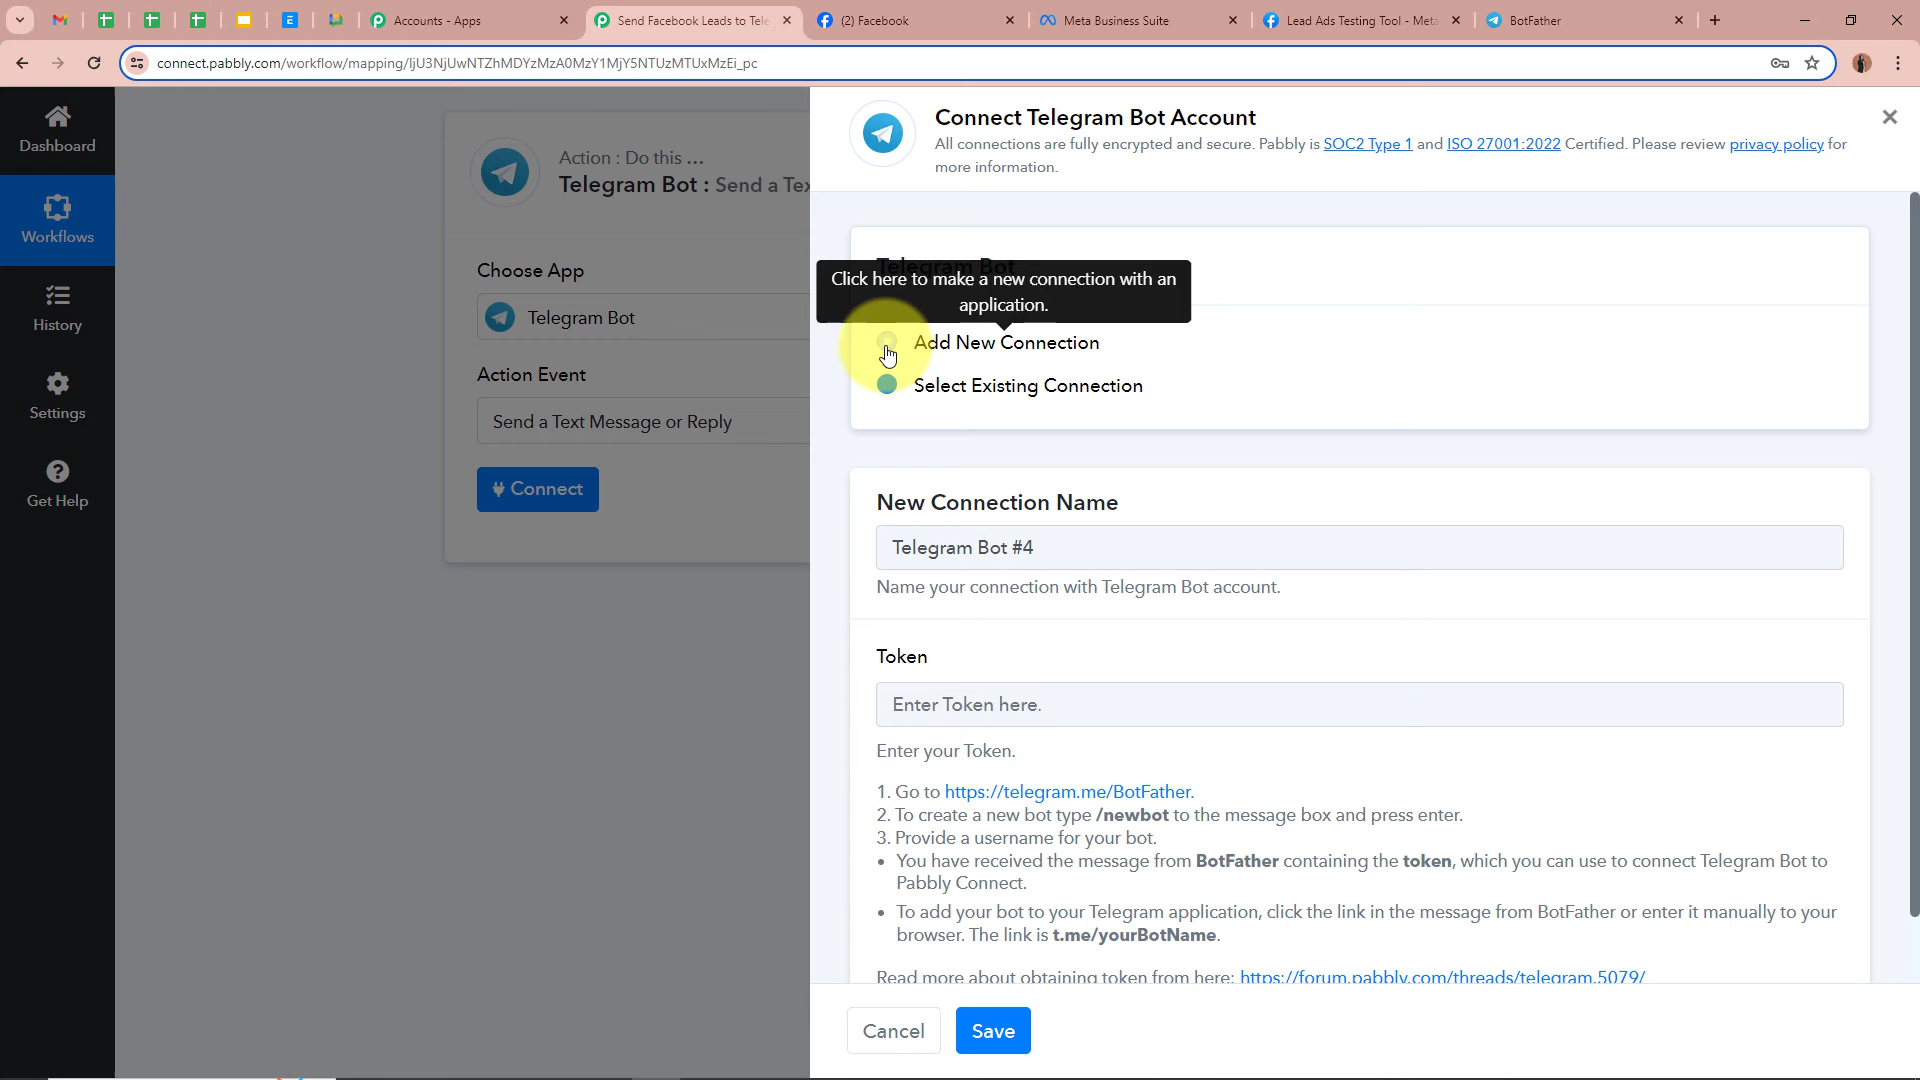 Accounts - Apps
Send Facebook Leads to Tele
(2) Facebook
Meta Business Suite
Lead Ads Testing Tool - Meta
BotFather
connect.pabbly.com/workflow/mapping/IjU3NjUwNTZhMDYzMzA0MzY1MjY5NTUzMTUxMzEi_pc
Dashboard
Workflows
History
Settings
Get Help
Action : Do this ...
Telegram Bot : Send a Tex
Choose App
Telegram Bot
Action Event
Send a Text Message or Reply
Connect
Connect Telegram Bot Account
All connections are fully encrypted and secure. Pabbly is SOC2 Type 1 and ISO 27001:2022 Certified. Please review privacy policy for
more information.
Telegram Bot
Click here to make a new connection with an
application.
Add New Connection
Select Existing Connection
New Connection Name
Telegram Bot #4
Name your connection with Telegram Bot account.
Token
Enter Token here.
Enter your Token.
1. Go to https://telegram.me/BotFather.
2. To create a new bot type /newbot to the message box and press enter.
3. Provide a username for your bot.
• You have received the message from BotFather containing the token, which you can use to connect Telegram Bot to
Pabbly Connect.
• To add your bot to your Telegram application, click the link in the message from BotFather or enter it manually to your
browser. The link is t.me/yourBotName.
Read more about obtaining token from here: https://forum.pabbly.com/threads/telegram.5079/
Cancel
Save